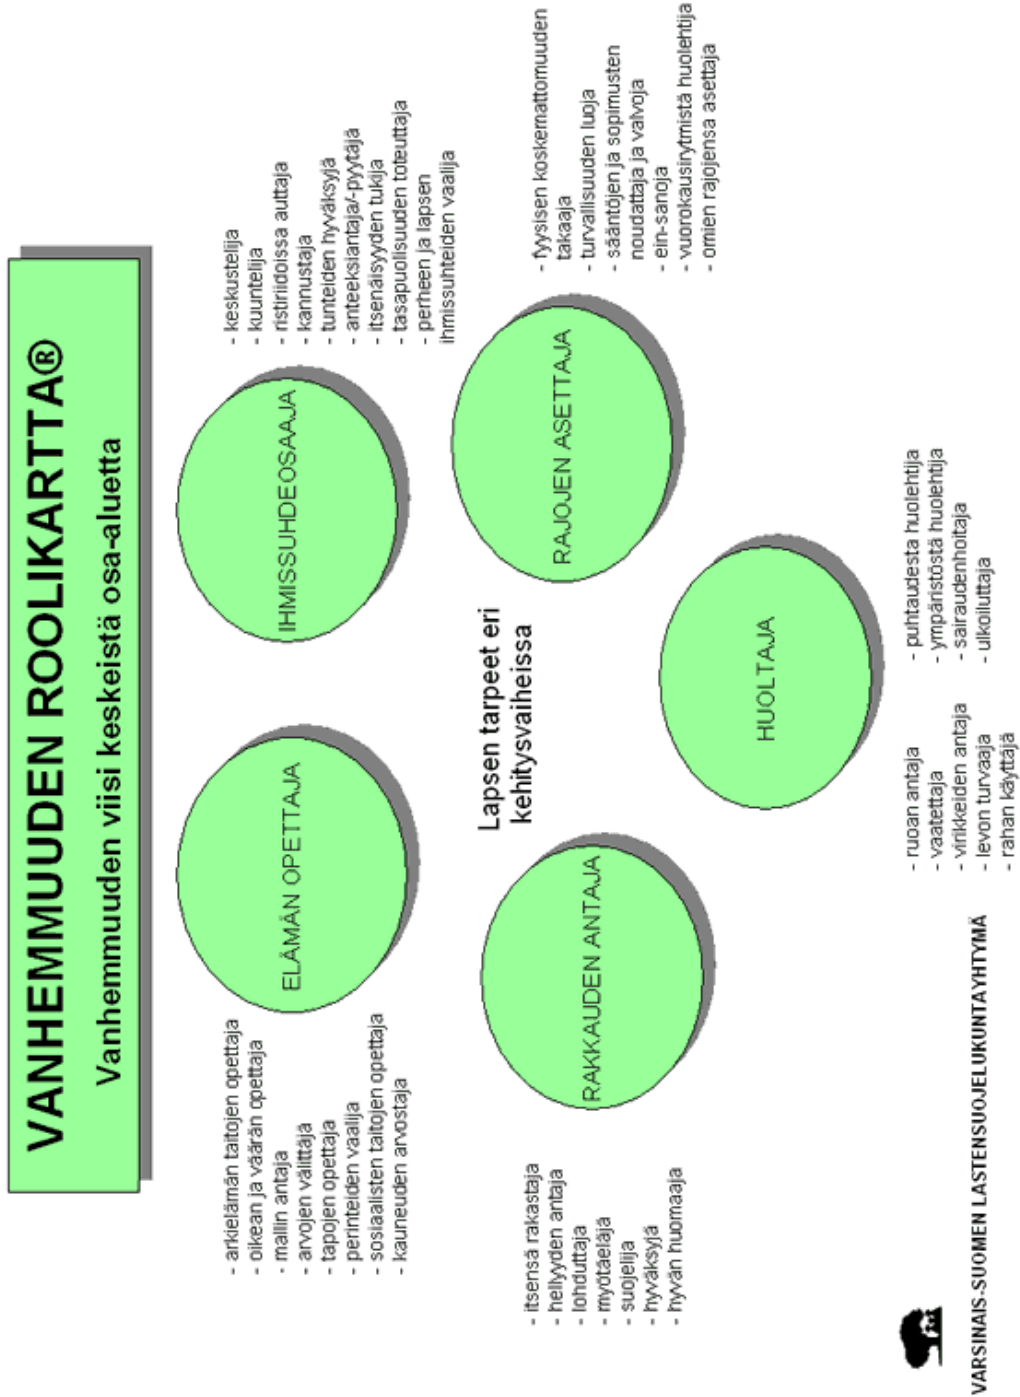 VANHEMMUUDEN ROOLIKARTTA®
Vanhemmuuden viisi keskeistä osa-aluetta
- arkielämän taitojen opettaja
- oikean ja väärän opettaja
- mallin antaja
- arvojen välittäjä
- tapojen opettaja
- perinteiden vaalija
- sosiaalisten taitojen opettaja
- kauneuden arvostaja
ELÄMÄN OPETTAJA
IHMISSUHDEOSAAJA
- keskustelija
- kuuntelija
- ristiriidoissa auttaja
- kannustaja
- tunteiden hyväksyjä
- anteeksiantaja/-pyytäjä
- itsenäisyyden tukija
- tasapuolisuuden toteuttaja
- perheen ja lapsen
ihmissuhteiden vaalija
Lapsen tarpeet eri
kehitysvaiheissa
- itsensä rakastaja
- hellyyden antaja
- lohduttaja
- myötäeläjä
- suojelija
- hyväksyjä
- hyvän huomaaja
RAKKAUDEN ANTAJA
RAJOJEN ASETTAJA
- fyysisen koskemattomuuden
takaaja
- turvallisuuden luoja
- sääntöjen ja sopimusten
noudattaja ja valvoja
- ein-sanoja
- vuorokausirytmistä huolehtija
- omien rajojensa asettaja
HUOLTAJA
- ruoan antaja
- vaatettaja
- virikkeiden antaja
- levon turvaaja
- rahan käyttäjä
- puhtaudesta huolehtija
- ympäristöstä huolehtija
- sairaudenhoitaja
- ulkoiluttaja
VARSINAIS-SUOMEN LASTENSUOJELUKUNTAYHTYMÄ